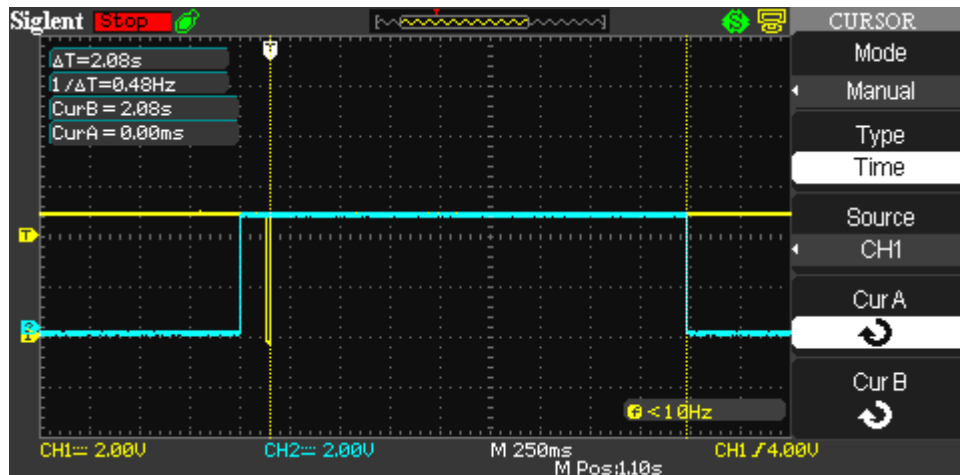 Siglent Stop
T
S
CURSOR
ΔT=2.08s
1/ΔT=0.48Hz
CurB = 2.08s
CurA = 0.00ms
T
2
1
Mode
Manual
Type
Time
Source
CH1
Cur A
Cur B
F <10Hz
CH1 2.00V
CH2 2.00V
M 250ms
M Pos:1.10s
CH1 4.00V